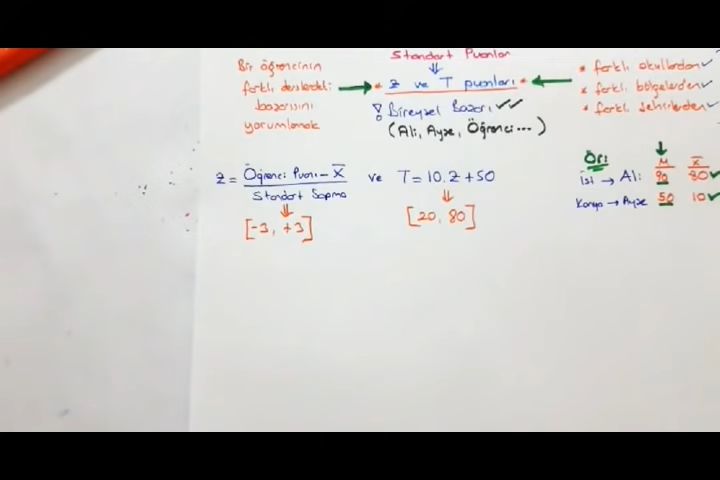 Standart Puanlar
Bir öğrencinin
farklı derslerdeki
başarısını
yorumlamak
* z ve T puanları *
! Bireysel Başarı
(Ali, Ayşe, Öğrenci...)
* farklı okullardan
* farklı bölgelerden
* farklı şehirlerden
z = Öğrenci Puanı - X̄
Standart Sapma
[-3, +3]
ve T = 10.z + 50
[20, 80]
M X̄
İst → Ali: 90 80
Konya → Ayşe 50 10